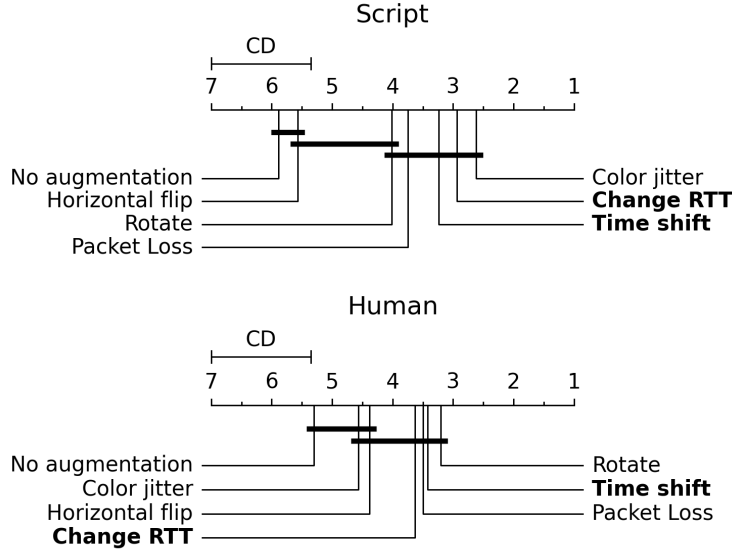 Script
CD
7 6 5 4 3 2 1
No augmentation
Horizontal flip
Rotate
Packet Loss
Color jitter
Change RTT
Time shift
Human
CD
7 6 5 4 3 2 1
No augmentation
Color jitter
Horizontal flip
Change RTT
Rotate
Time shift
Packet Loss